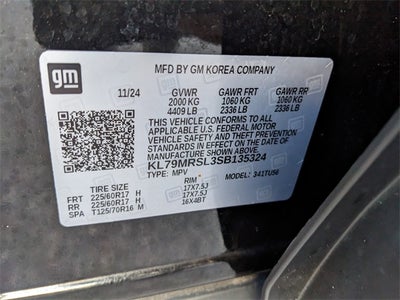 gm
MFD BY GM KOREA COMPANY
11/24 GVWR GAWR FRT GAWR RR
2000 KG 1060 KG 1060 KG
4409 LB 2336 LB 2336 LB
THIS VEHICLE CONFORMS TO ALL
APPLICABLE U.S. FEDERAL MOTOR
VEHICLE SAFETY AND THEFT PREVENTION
STANDARDS IN EFFECT ON THE DATE OF
MANUFACTURE SHOWN ABOVE.
KL79MRSL3SB135324
TYPE: MPV MODEL: 341TU56
TIRE SIZE RIM
FRT 225/60R17 H 17X7.5J
RR 225/60R17 H 17X7.5J
SPA T125/70R16 M 16X4BT